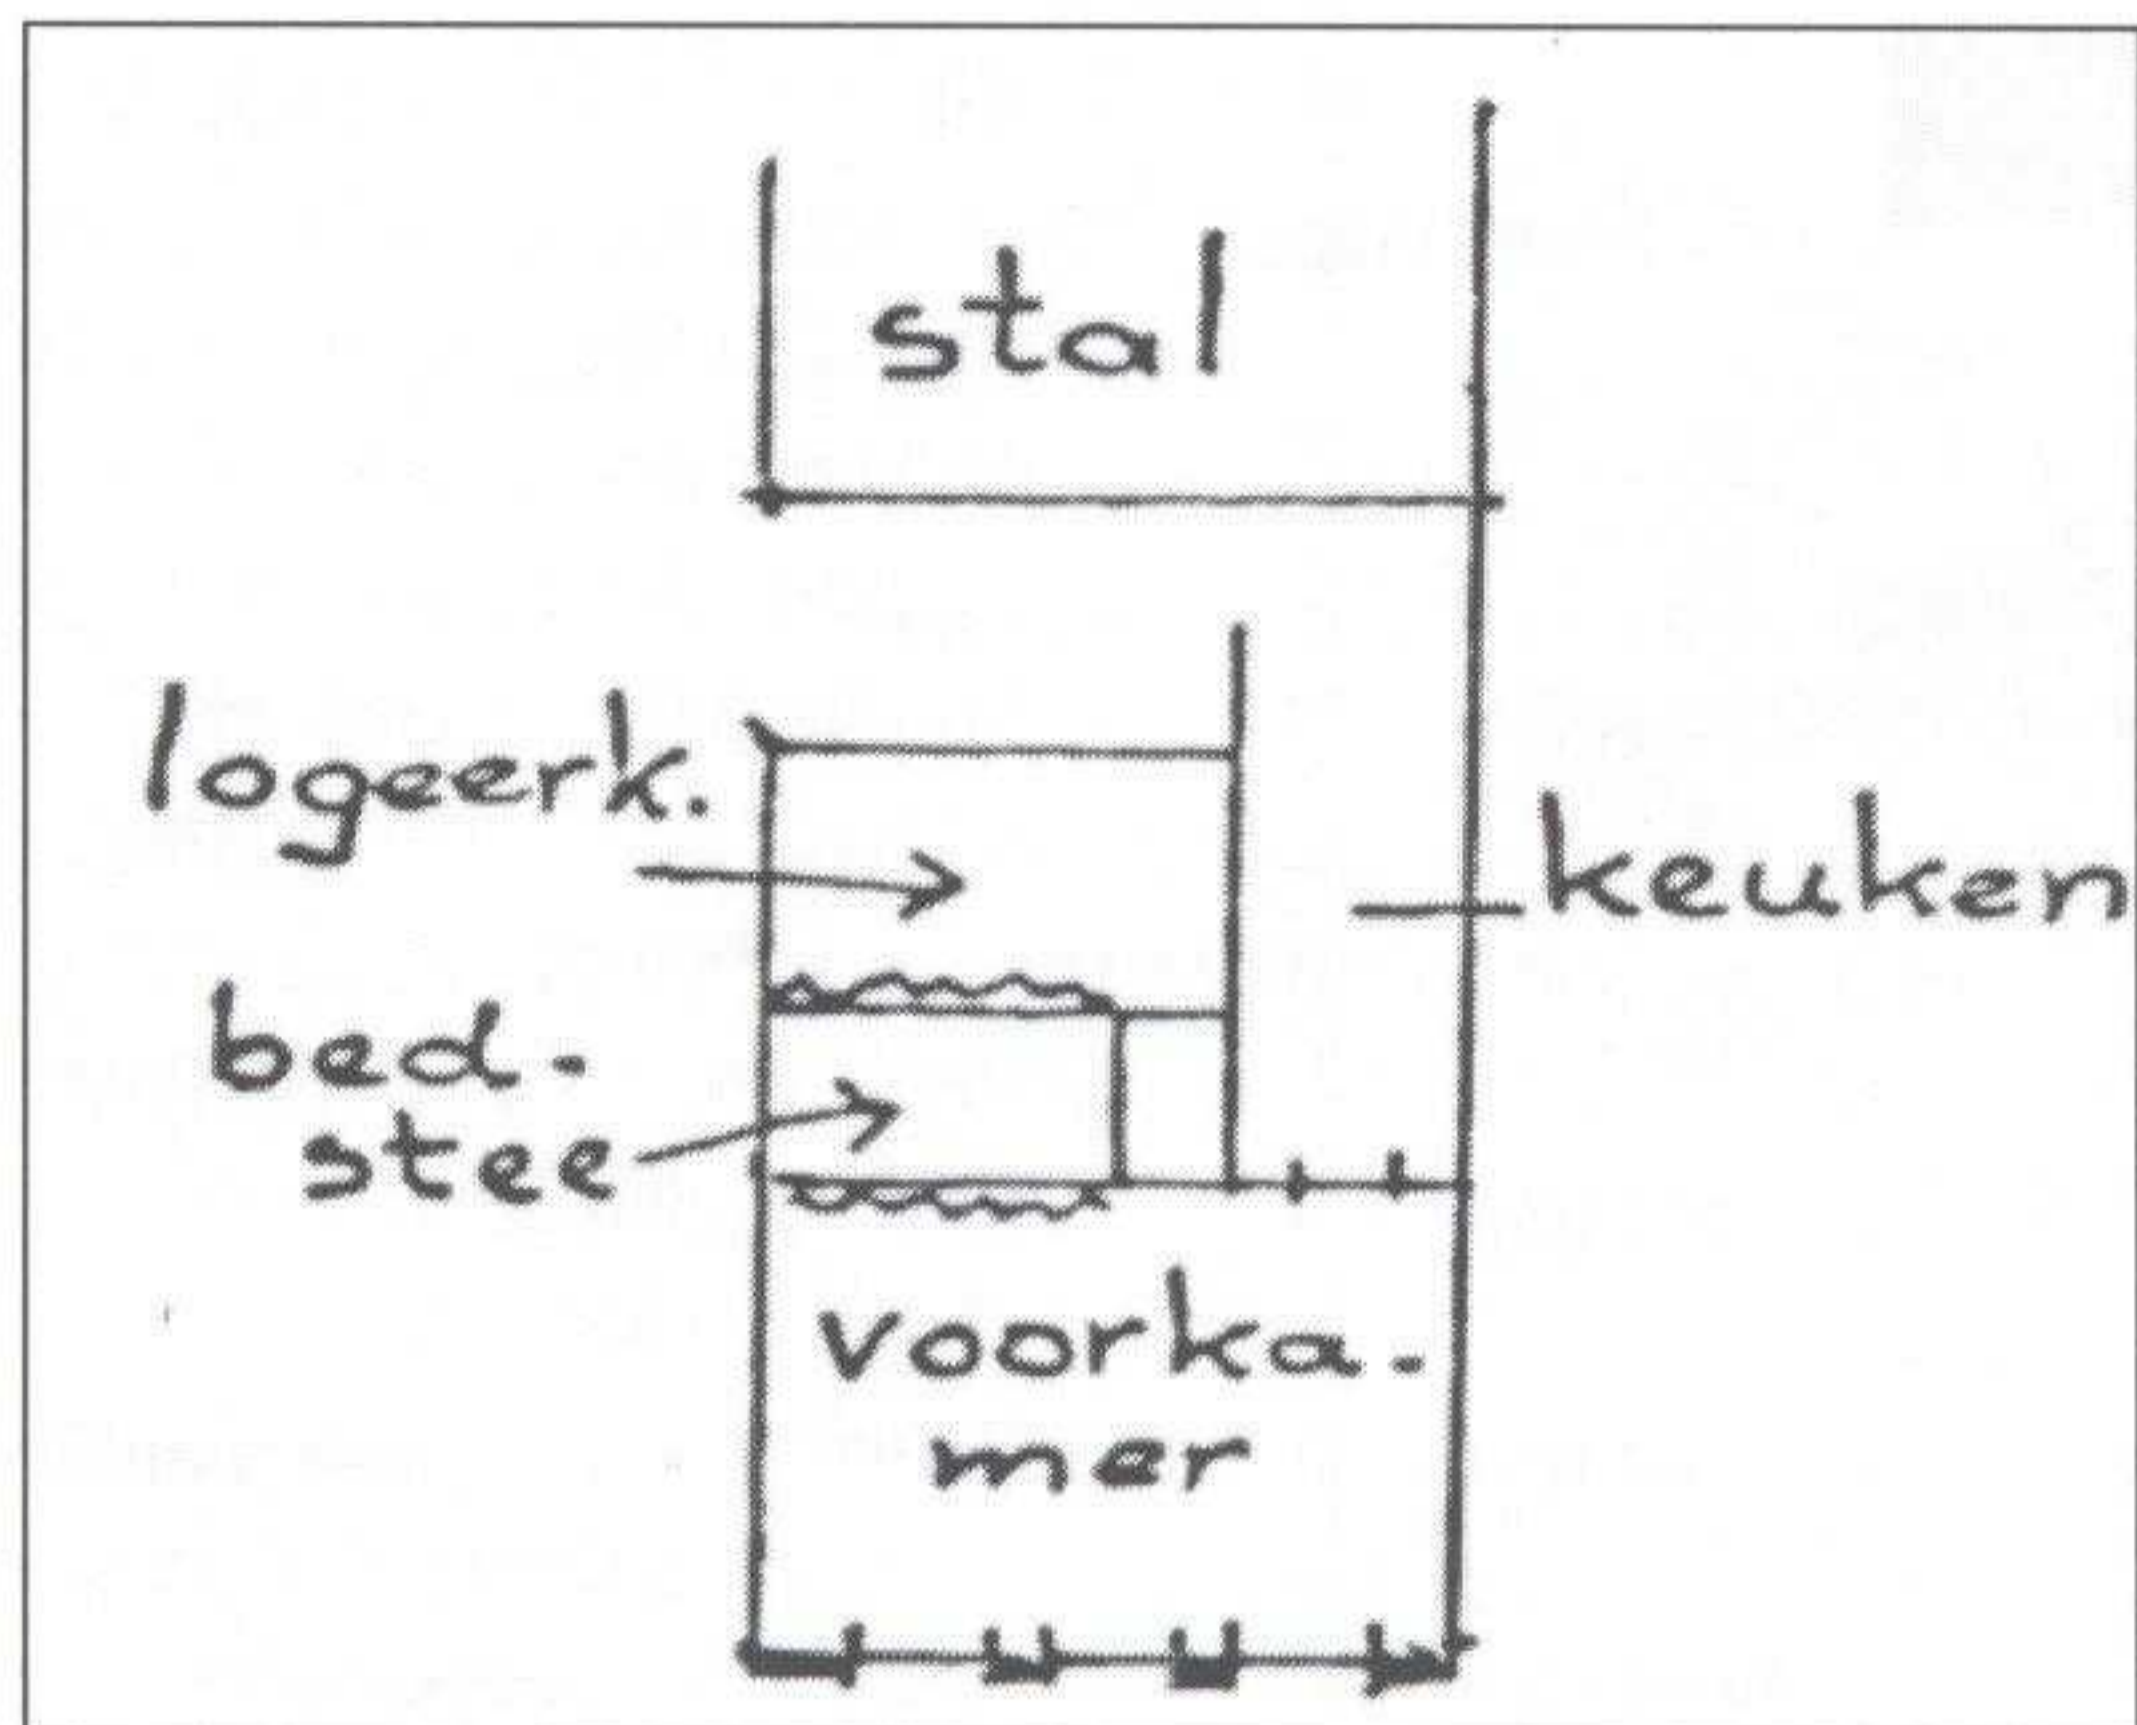 stal
logeerk.
keuken
bed-
stee
voorka-
mer